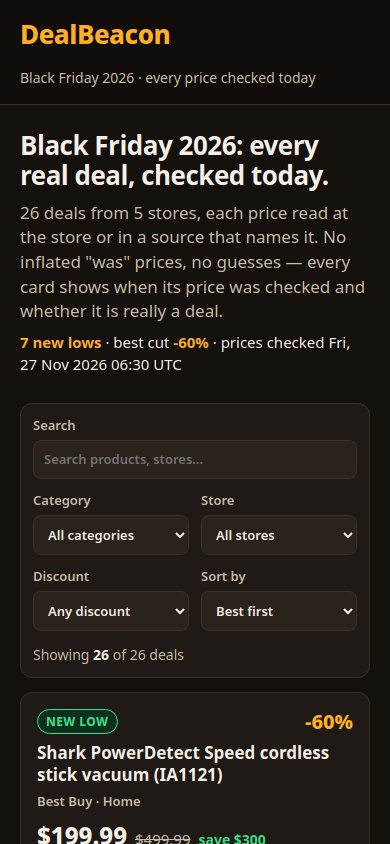 DealBeacon
Black Friday 2026 · every price checked today
Black Friday 2026: every
real deal, checked today.
26 deals from 5 stores, each price read at
the store or in a source that names it. No
inflated "was" prices, no guesses — every
card shows when its price was checked and
whether it is really a deal.
7 new lows · best cut -60% · prices checked Fri,
27 Nov 2026 06:30 UTC
Search
Search products, stores...
Category Store
All categories All stores
Discount Sort by
Any discount Best first
Showing 26 of 26 deals
NEW LOW -60%
Shark PowerDetect Speed cordless
stick vacuum (IA1121)
Best Buy · Home
$199.99 $499.99 save $300